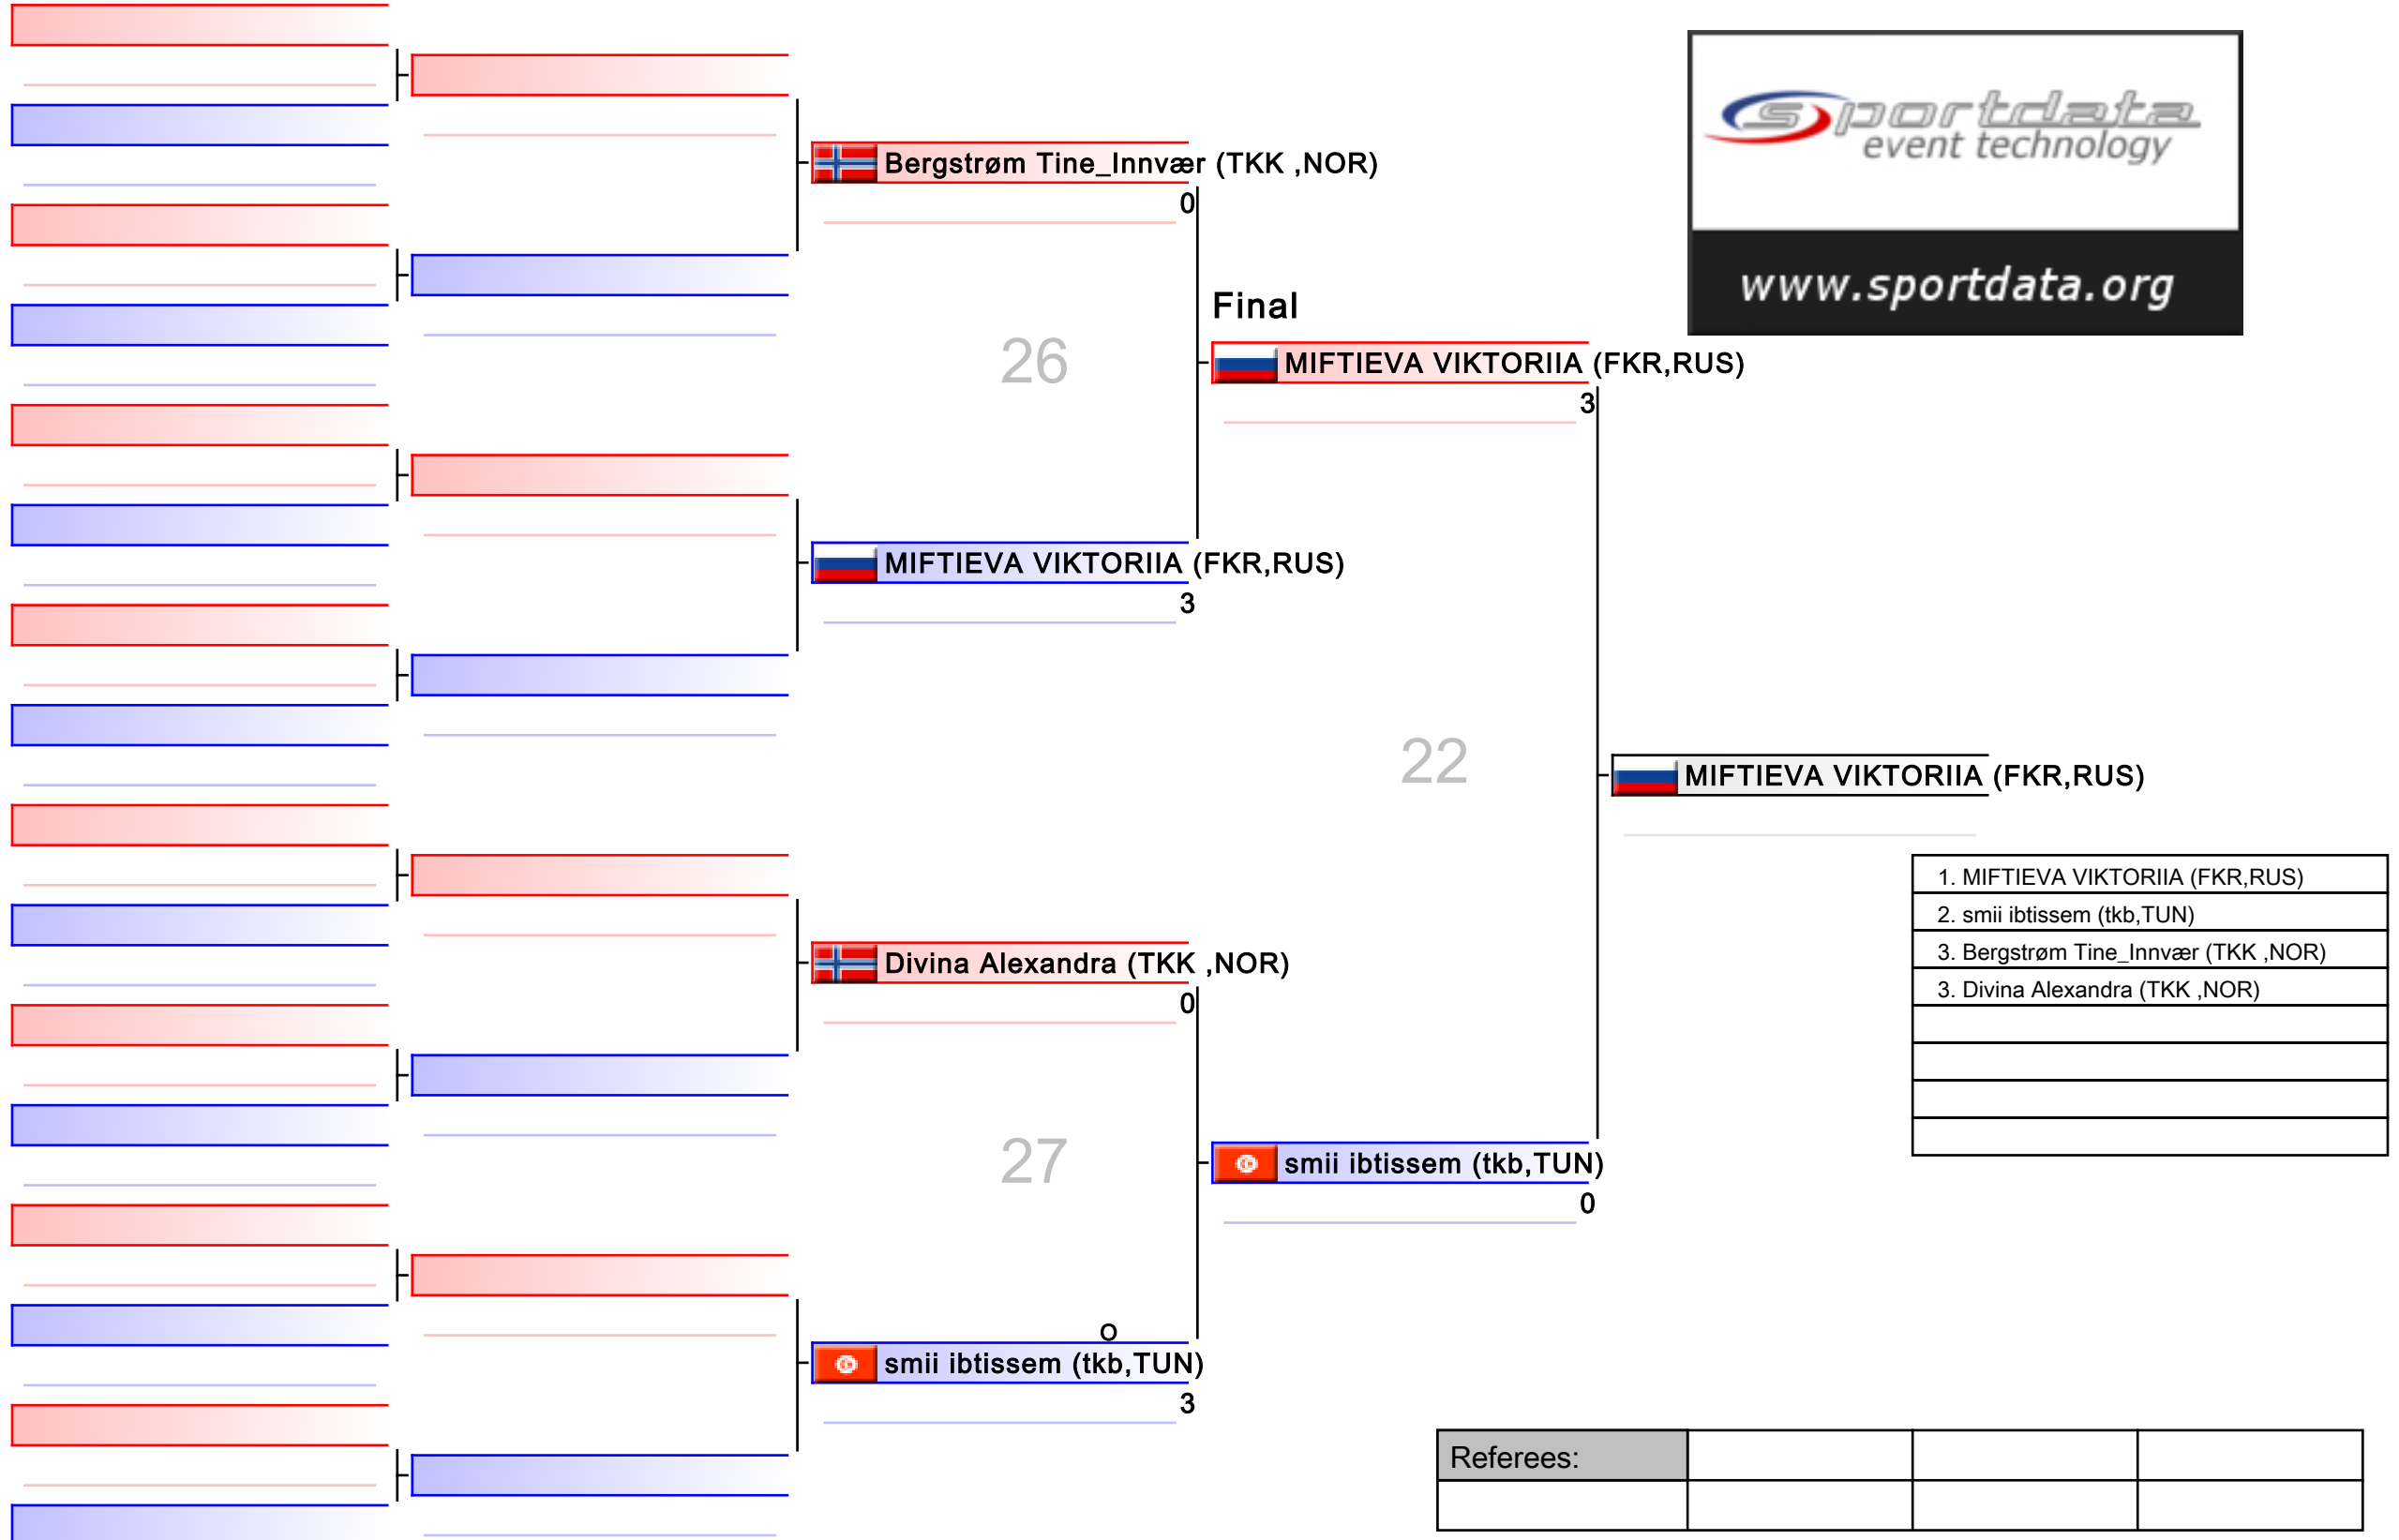 Bergstrøm Tine_Innvær (TKK ,NOR)
0
26
MIFTIEVA VIKTORIIA (FKR,RUS)
3
Divina Alexandra (TKK ,NOR)
0
27
o
smii ibtissem (tkb,TUN)
3
Final
MIFTIEVA VIKTORIIA (FKR,RUS)
3
22
smii ibtissem (tkb,TUN)
0
sportdata
event technology
www.sportdata.org
MIFTIEVA VIKTORIIA (FKR,RUS)
1. MIFTIEVA VIKTORIIA (FKR,RUS)
2. smii ibtissem (tkb,TUN)
3. Bergstrøm Tine_Innvær (TKK ,NOR)
3. Divina Alexandra (TKK ,NOR)
Referees: